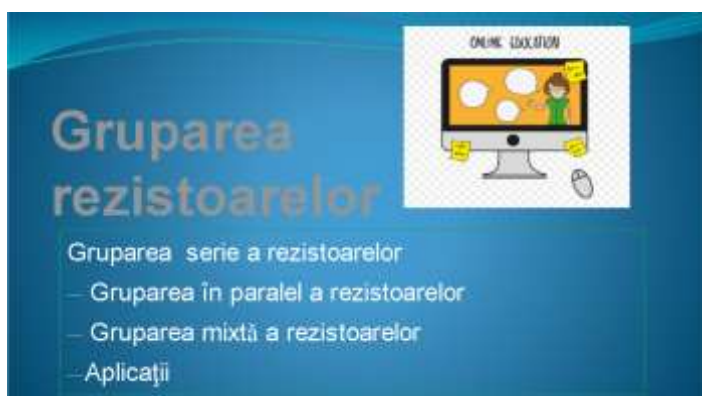 ONLINE EDUCATION
Gruparea
rezistoarelor
Gruparea serie a rezistoarelor
— Gruparea în paralel a rezistoarelor
— Gruparea mixtă a rezistoarelor
—Aplicaţii